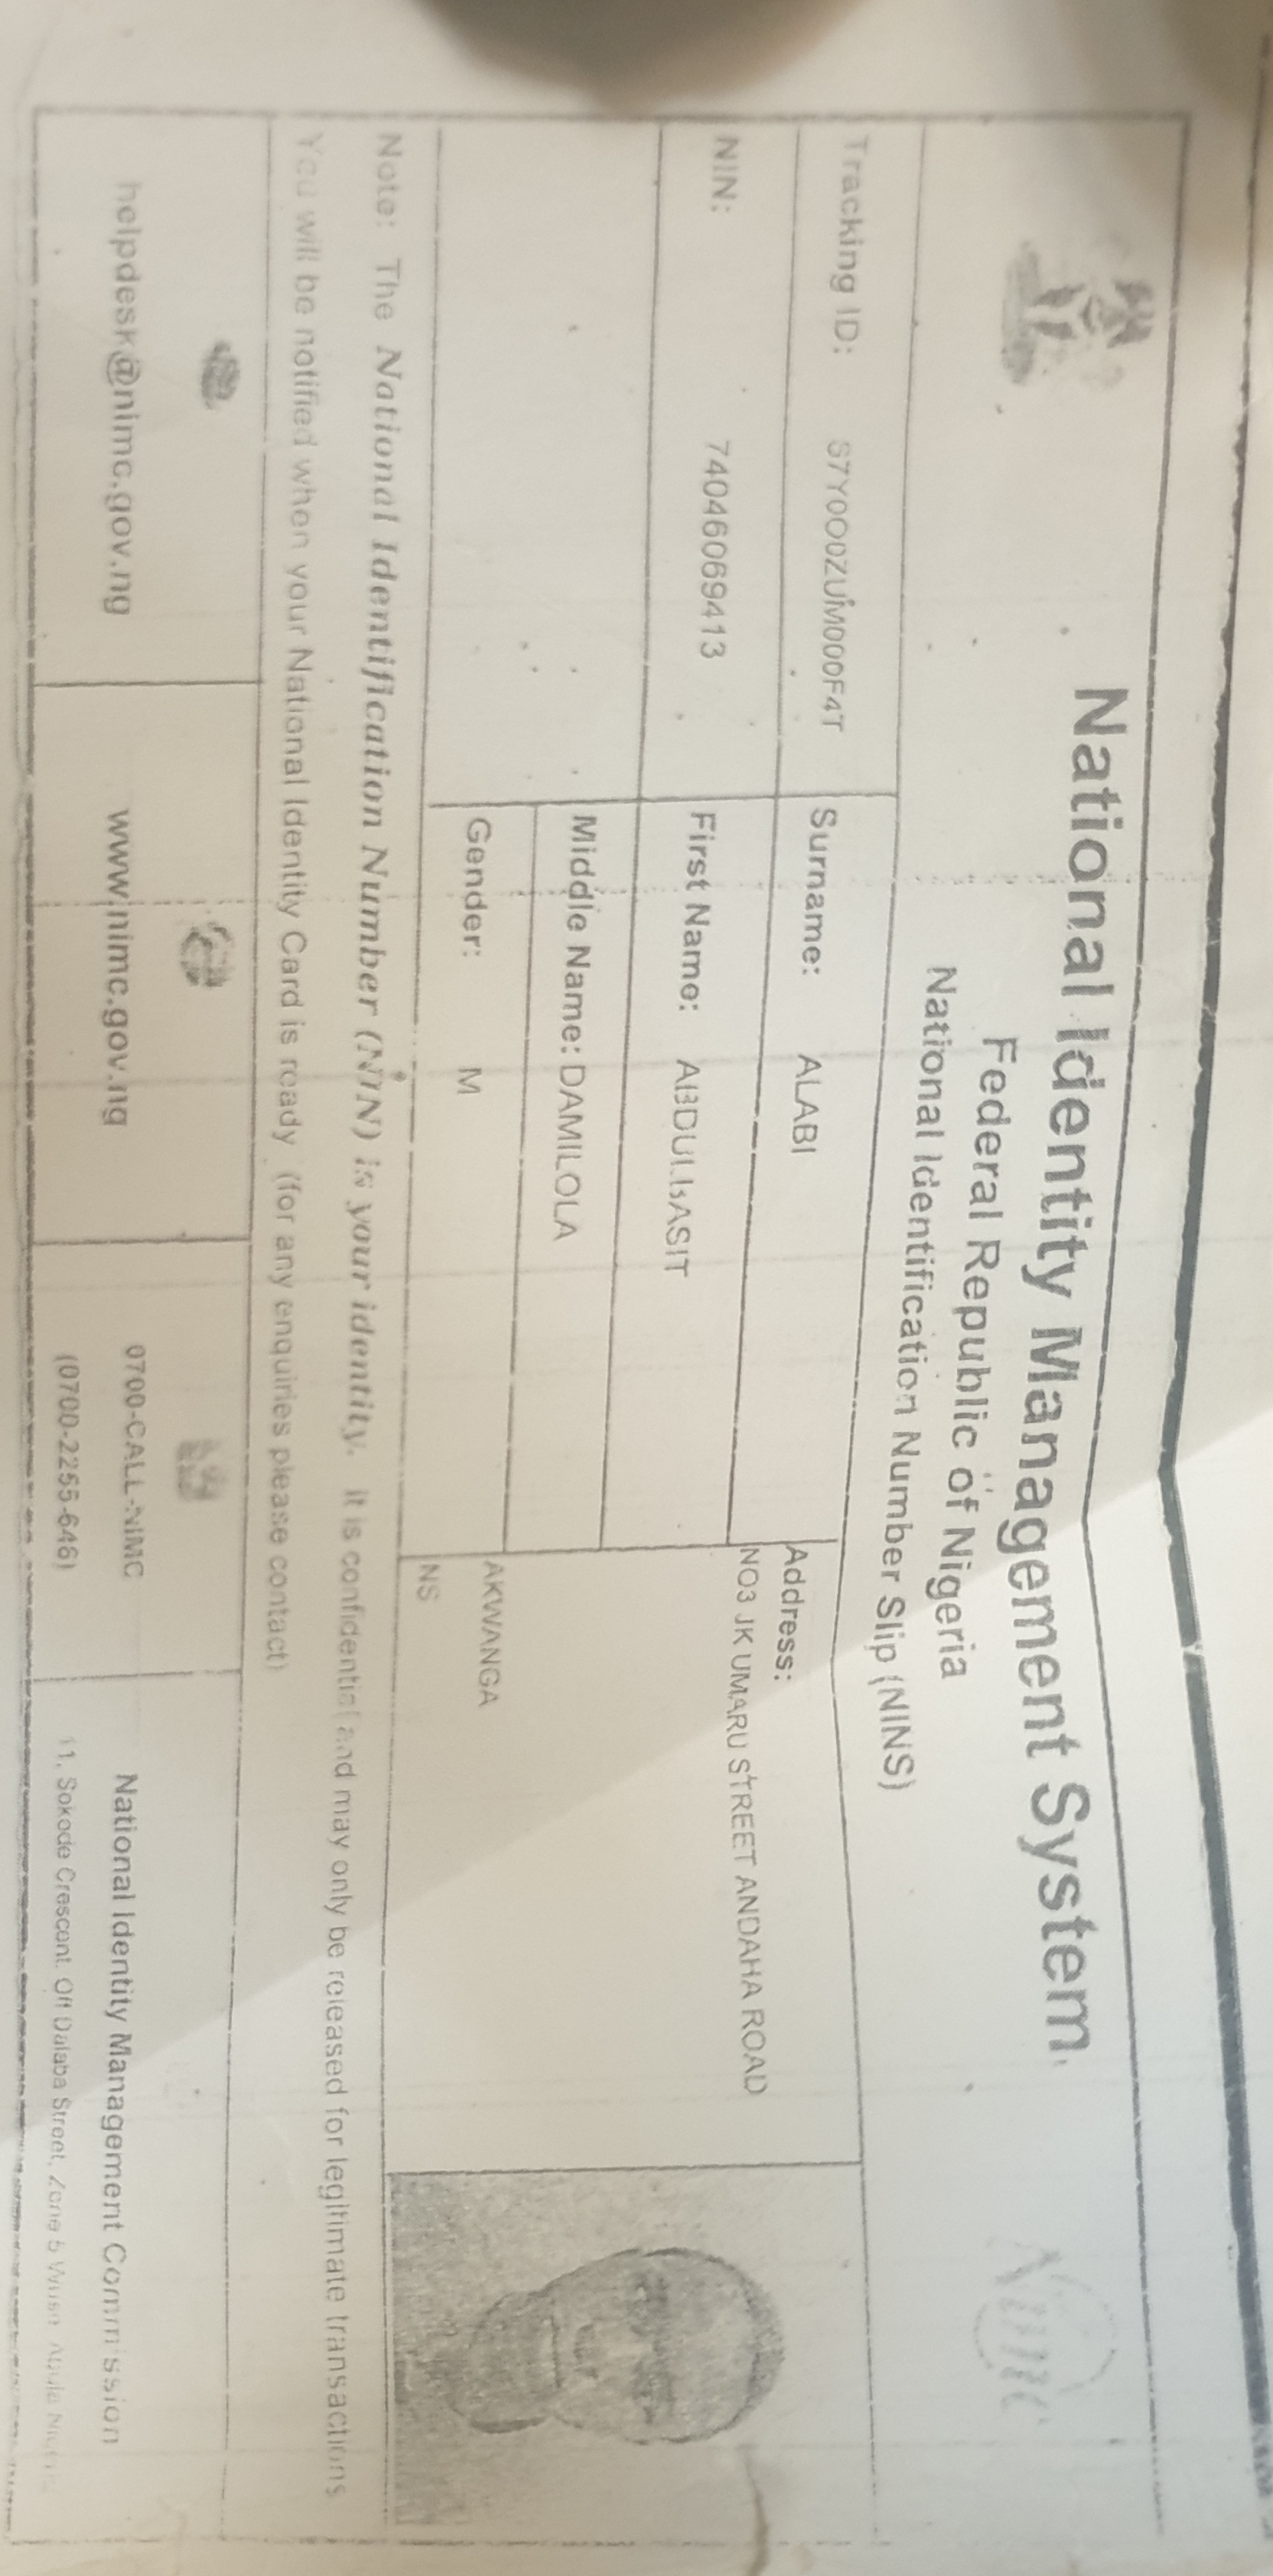 National Identity Management System
Federal Republic of Nigeria
National Identification Number Slip (NINS)
Tracking ID: S7Y0O0ZUM000F4T
Surname: ALABI
Address:
NO3 JK UMARU STREET ANDAHA ROAD
NIN: 74046069413
First Name: ABDULBASIT
Middle Name: DAMILOLA
Gender: M
AKWANGA
NS
Note: The National Identification Number (NIN) is your identity. It is confidential and may only be released for legitimate transactions
You will be notified when your National Identity Card is ready (for any enquiries please contact)
helpdesk@nimc.gov.ng
www.nimc.gov.ng
0700-CALL-NIMC
(0700-2255-646)
National Identity Management Commission
11, Sokode Crescent, Off Dalaba Street, Zone 5 Wuse,
nimc